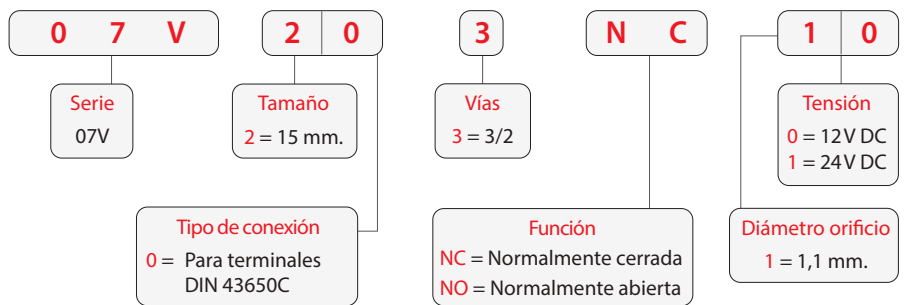 0 7 V 2 0 3 N C 1 0
Serie
07V
Tamaño
2 = 15 mm.
Vías
3 = 3/2
Tensión
0 = 12V DC
1 = 24V DC
Tipo de conexión
0 = Para terminales
DIN 43650C
Función
NC = Normalmente cerrada
NO = Normalmente abierta
Diámetro orificio
1 = 1,1 mm.